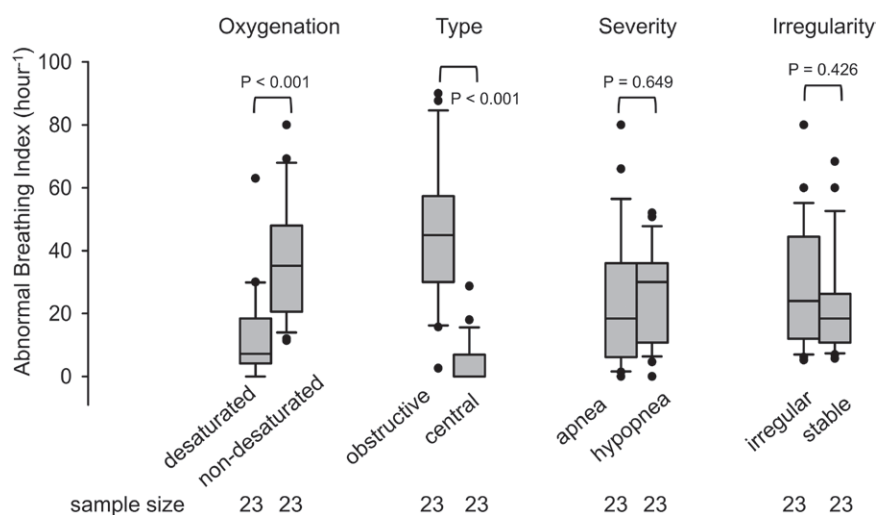 Oxygenation Type Severity Irregularity
Abnormal Breathing Index (hour⁻¹)
100
80
60
40
20
0
P < 0.001
P < 0.001
P = 0.649
P = 0.426
desaturated
non-desaturated
obstructive
central
apnea
hypopnea
irregular
stable
sample size 23 23 23 23 23 23 23 23